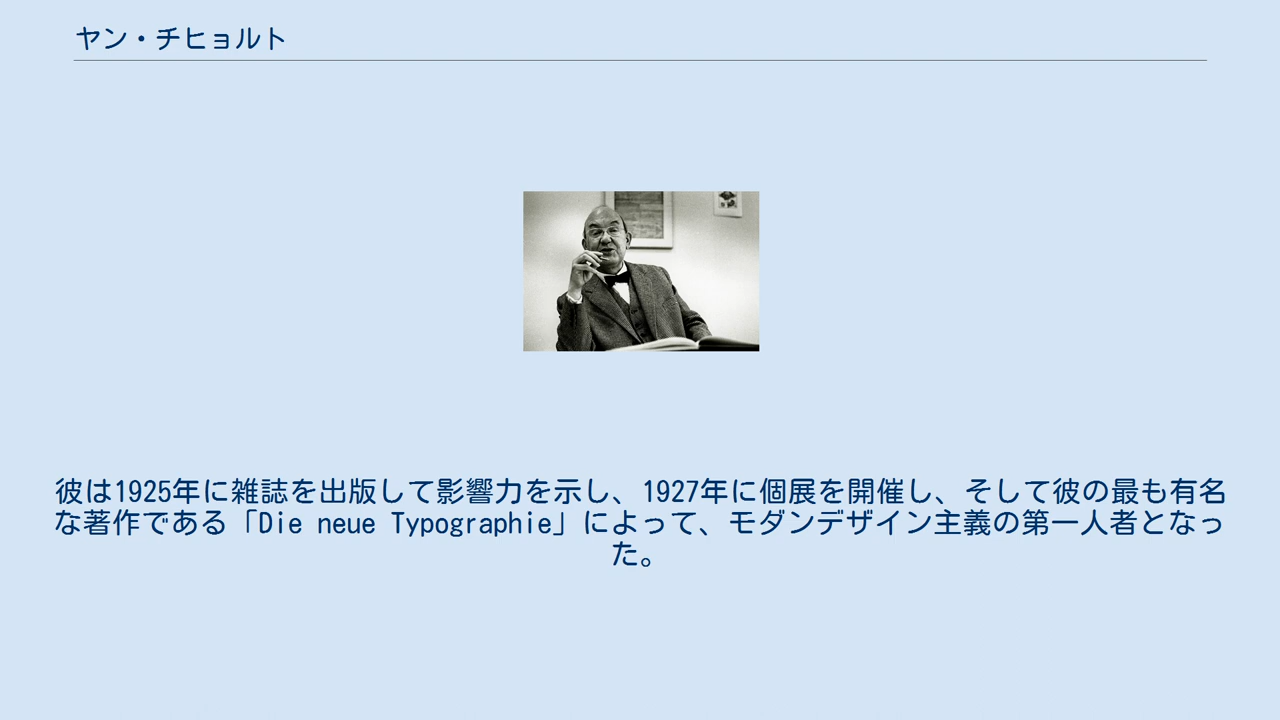 ヤン・チヒョルト
彼は1925年に雑誌を出版して影響力を示し、1927年に個展を開催し、そして彼の最も有名
な著作である「Die neue Typographie」によって、モダンデザイン主義の第一人者となっ
た。